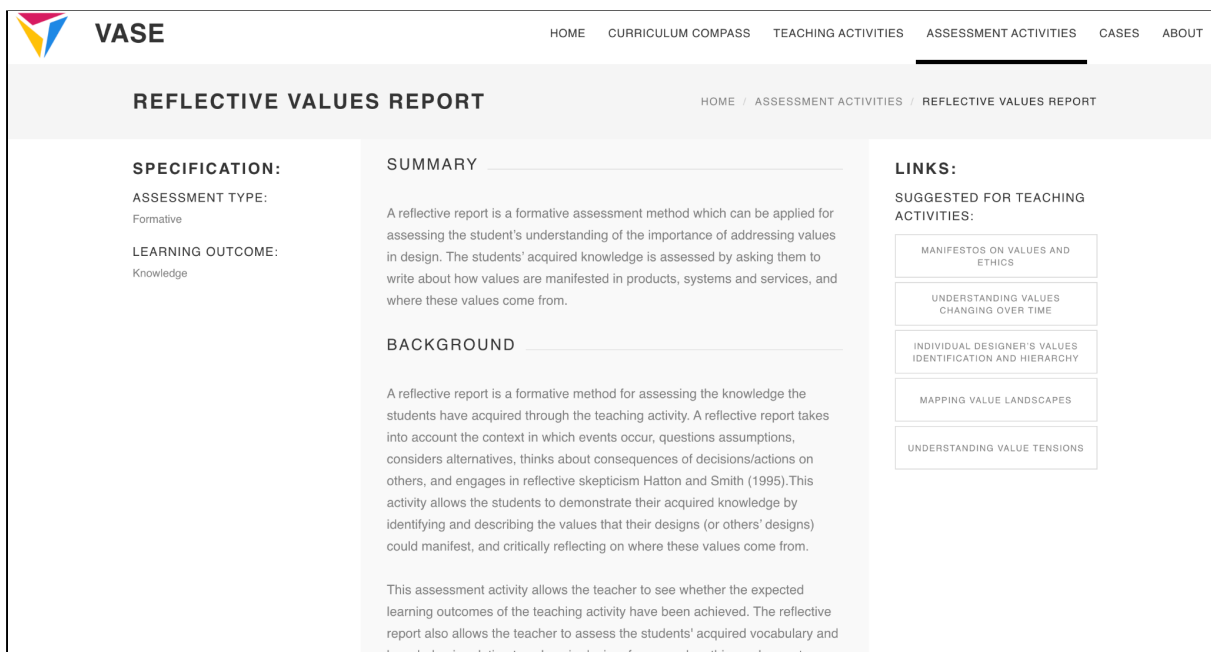 VASE
HOME CURRICULUM COMPASS TEACHING ACTIVITIES ASSESSMENT ACTIVITIES CASES ABOUT
REFLECTIVE VALUES REPORT
HOME / ASSESSMENT ACTIVITIES / REFLECTIVE VALUES REPORT
SPECIFICATION:
ASSESSMENT TYPE:
Formative
LEARNING OUTCOME:
Knowledge
SUMMARY
A reflective report is a formative assessment method which can be applied for
assessing the student's understanding of the importance of addressing values
in design. The students' acquired knowledge is assessed by asking them to
write about how values are manifested in products, systems and services, and
where these values come from.
BACKGROUND
A reflective report is a formative method for assessing the knowledge the
students have acquired through the teaching activity. A reflective report takes
into account the context in which events occur, questions assumptions,
considers alternatives, thinks about consequences of decisions/actions on
others, and engages in reflective skepticism Hatton and Smith (1995).This
activity allows the students to demonstrate their acquired knowledge by
identifying and describing the values that their designs (or others' designs)
could manifest, and critically reflecting on where these values come from.
This assessment activity allows the teacher to see whether the expected
learning outcomes of the teaching activity have been achieved. The reflective
report also allows the teacher to assess the students' acquired vocabulary and
LINKS:
SUGGESTED FOR TEACHING
ACTIVITIES:
MANIFESTOS ON VALUES AND
ETHICS
UNDERSTANDING VALUES
CHANGING OVER TIME
INDIVIDUAL DESIGNER'S VALUES
IDENTIFICATION AND HIERARCHY
MAPPING VALUE LANDSCAPES
UNDERSTANDING VALUE TENSIONS